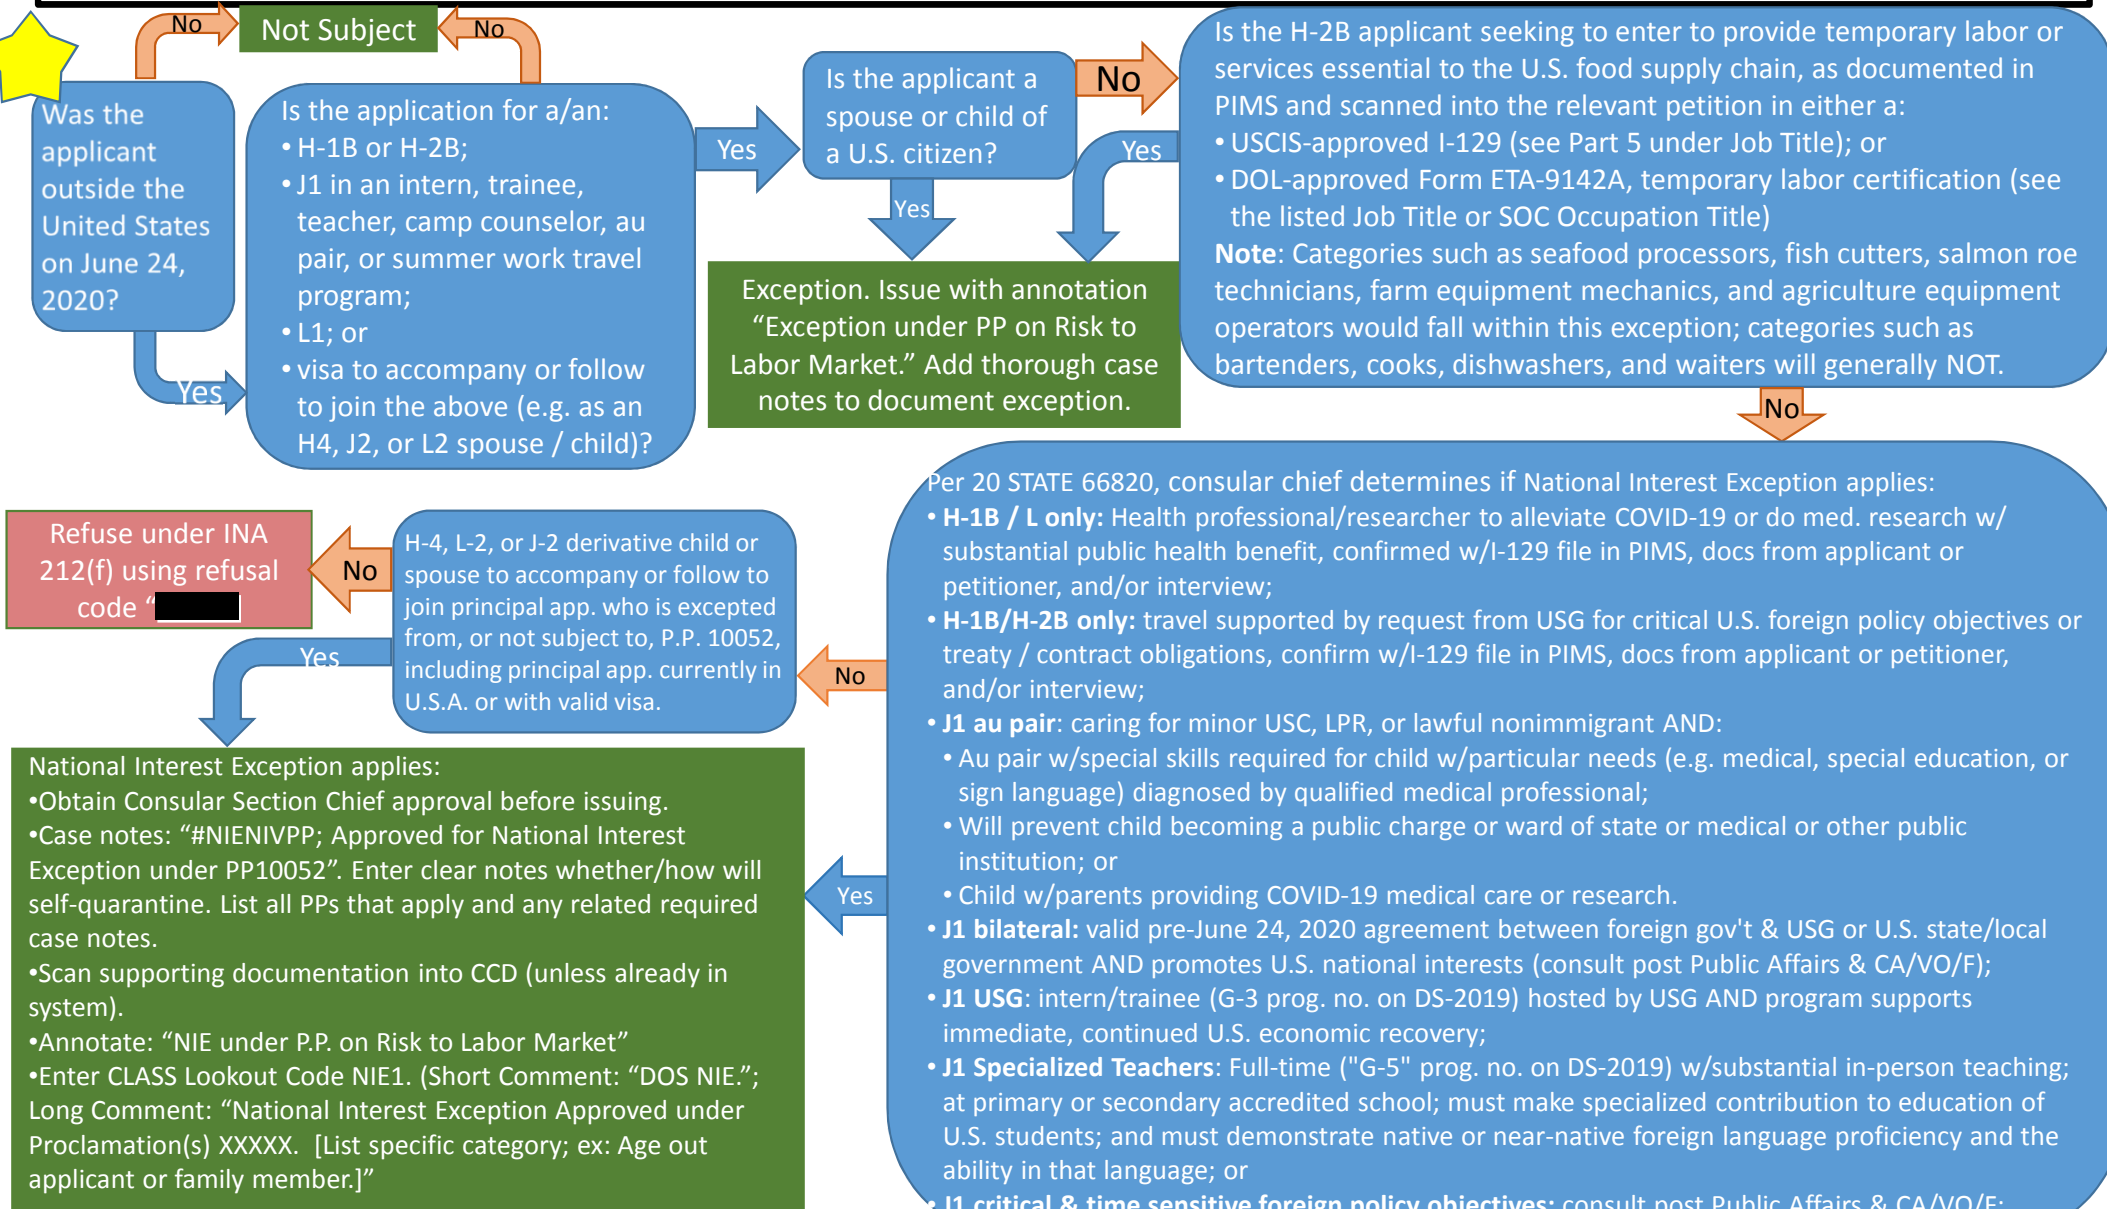 No
Not Subject
No
Was the
applicant
outside the
United States
on June 24,
2020?
Yes
Is the application for a/an:
• H-1B or H-2B;
• J1 in an intern, trainee,
teacher, camp counselor, au
pair, or summer work travel
program;
• L1; or
• visa to accompany or follow
to join the above (e.g. as an
H4, J2, or L2 spouse / child)?
Yes
Is the applicant a
spouse or child of
a U.S. citizen?
No
Yes
Yes
Exception. Issue with annotation
“Exception under PP on Risk to
Labor Market.” Add thorough case
notes to document exception.
Is the H-2B applicant seeking to enter to provide temporary labor or
services essential to the U.S. food supply chain, as documented in
PIMS and scanned into the relevant petition in either a:
• USCIS-approved I-129 (see Part 5 under Job Title); or
• DOL-approved Form ETA-9142A, temporary labor certification (see
the listed Job Title or SOC Occupation Title)
Note: Categories such as seafood processors, fish cutters, salmon roe
technicians, farm equipment mechanics, and agriculture equipment
operators would fall within this exception; categories such as
bartenders, cooks, dishwashers, and waiters will generally NOT.
No
Per 20 STATE 66820, consular chief determines if National Interest Exception applies:
• H-1B / L only: Health professional/researcher to alleviate COVID-19 or do med. research w/
substantial public health benefit, confirmed w/I-129 file in PIMS, docs from applicant or
petitioner, and/or interview;
• H-1B/H-2B only: travel supported by request from USG for critical U.S. foreign policy objectives or
treaty / contract obligations, confirm w/I-129 file in PIMS, docs from applicant or petitioner,
and/or interview;
• J1 au pair: caring for minor USC, LPR, or lawful nonimmigrant AND:
• Au pair w/special skills required for child w/particular needs (e.g. medical, special education, or
sign language) diagnosed by qualified medical professional;
• Will prevent child becoming a public charge or ward of state or medical or other public
institution; or
• Child w/parents providing COVID-19 medical care or research.
• J1 bilateral: valid pre-June 24, 2020 agreement between foreign gov't & USG or U.S. state/local
government AND promotes U.S. national interests (consult post Public Affairs & CA/VO/F);
• J1 USG: intern/trainee (G-3 prog. no. on DS-2019) hosted by USG AND program supports
immediate, continued U.S. economic recovery;
• J1 Specialized Teachers: Full-time ("G-5" prog. no. on DS-2019) w/substantial in-person teaching;
at primary or secondary accredited school; must make specialized contribution to education of
U.S. students; and must demonstrate native or near-native foreign language proficiency and the
ability in that language; or
• J1 critical & time sensitive foreign policy objectives: consult post Public Affairs & CA/VO/F;
No
Yes
H-4, L-2, or J-2 derivative child or
spouse to accompany or follow to
join principal app. who is excepted
from, or not subject to, P.P. 10052,
including principal app. currently in
U.S.A. or with valid visa.
No
Refuse under INA
212(f) using refusal
code “
Yes
National Interest Exception applies:
•Obtain Consular Section Chief approval before issuing.
•Case notes: “#NIENIVPP; Approved for National Interest
Exception under PP10052”. Enter clear notes whether/how will
self-quarantine. List all PPs that apply and any related required
case notes.
•Scan supporting documentation into CCD (unless already in
system).
•Annotate: “NIE under P.P. on Risk to Labor Market”
•Enter CLASS Lookout Code NIE1. (Short Comment: “DOS NIE.”;
Long Comment: “National Interest Exception Approved under
Proclamation(s) XXXXX. [List specific category; ex: Age out
applicant or family member.]”